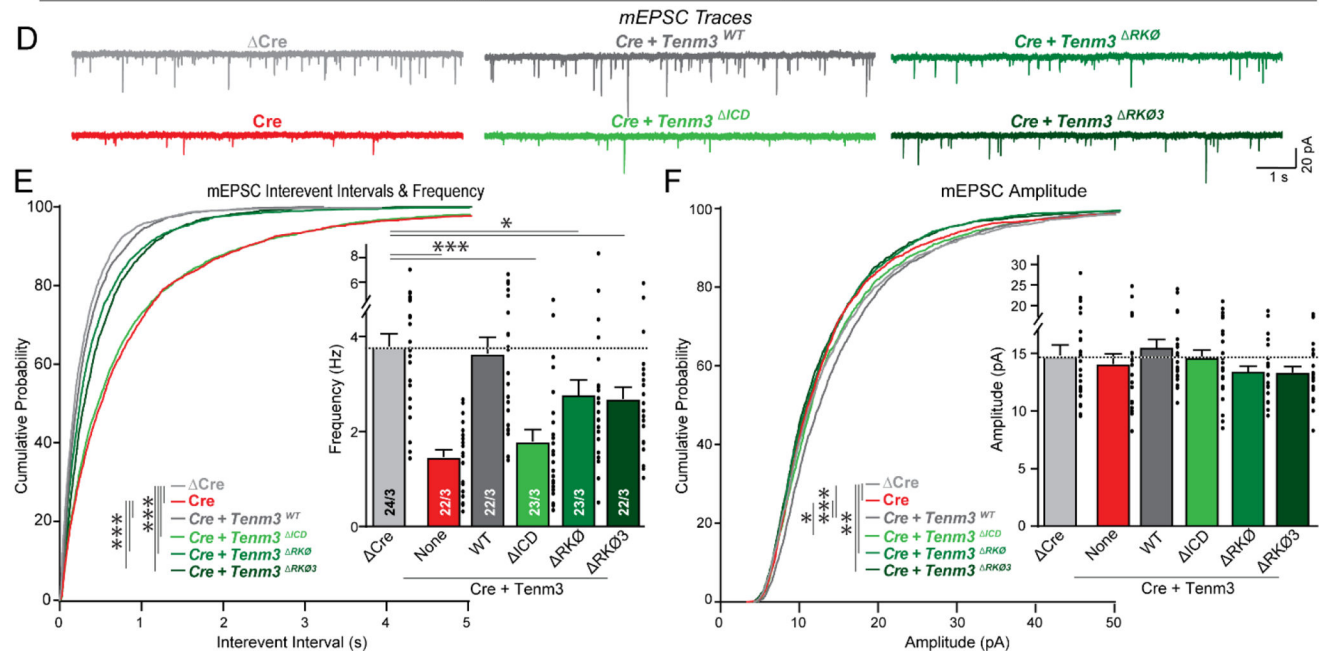 D
mEPSC Traces
ΔCre
Cre + Tenm3 WT
Cre + Tenm3 ΔRKØ
Cre
Cre + Tenm3 ΔICD
Cre + Tenm3 ΔRKØ3
20 pA
1 s
E
mEPSC Interevent Intervals & Frequency
Cumulative Probability
100
80
60
40
20
0
0 1 2 3 4 5
Interevent Interval (s)
***
***
ΔCre
Cre
Cre + Tenm3 WT
Cre + Tenm3 ΔICD
Cre + Tenm3 ΔRKØ
Cre + Tenm3 ΔRKØ3
*
***
Frequency (Hz)
8
6
4
2
0
24/3 22/3 22/3 23/3 23/3 22/3
ΔCre None WT ΔICD ΔRKØ ΔRKØ3
Cre + Tenm3
F
mEPSC Amplitude
Cumulative Probability
100
80
60
40
20
0
0 10 20 30 40 50
Amplitude (pA)
*
***
**
ΔCre
Cre
Cre + Tenm3 WT
Cre + Tenm3 ΔICD
Cre + Tenm3 ΔRKØ
Cre + Tenm3 ΔRKØ3
Amplitude (pA)
30
25
20
15
10
5
0
ΔCre None WT ΔICD ΔRKØ ΔRKØ3
Cre + Tenm3